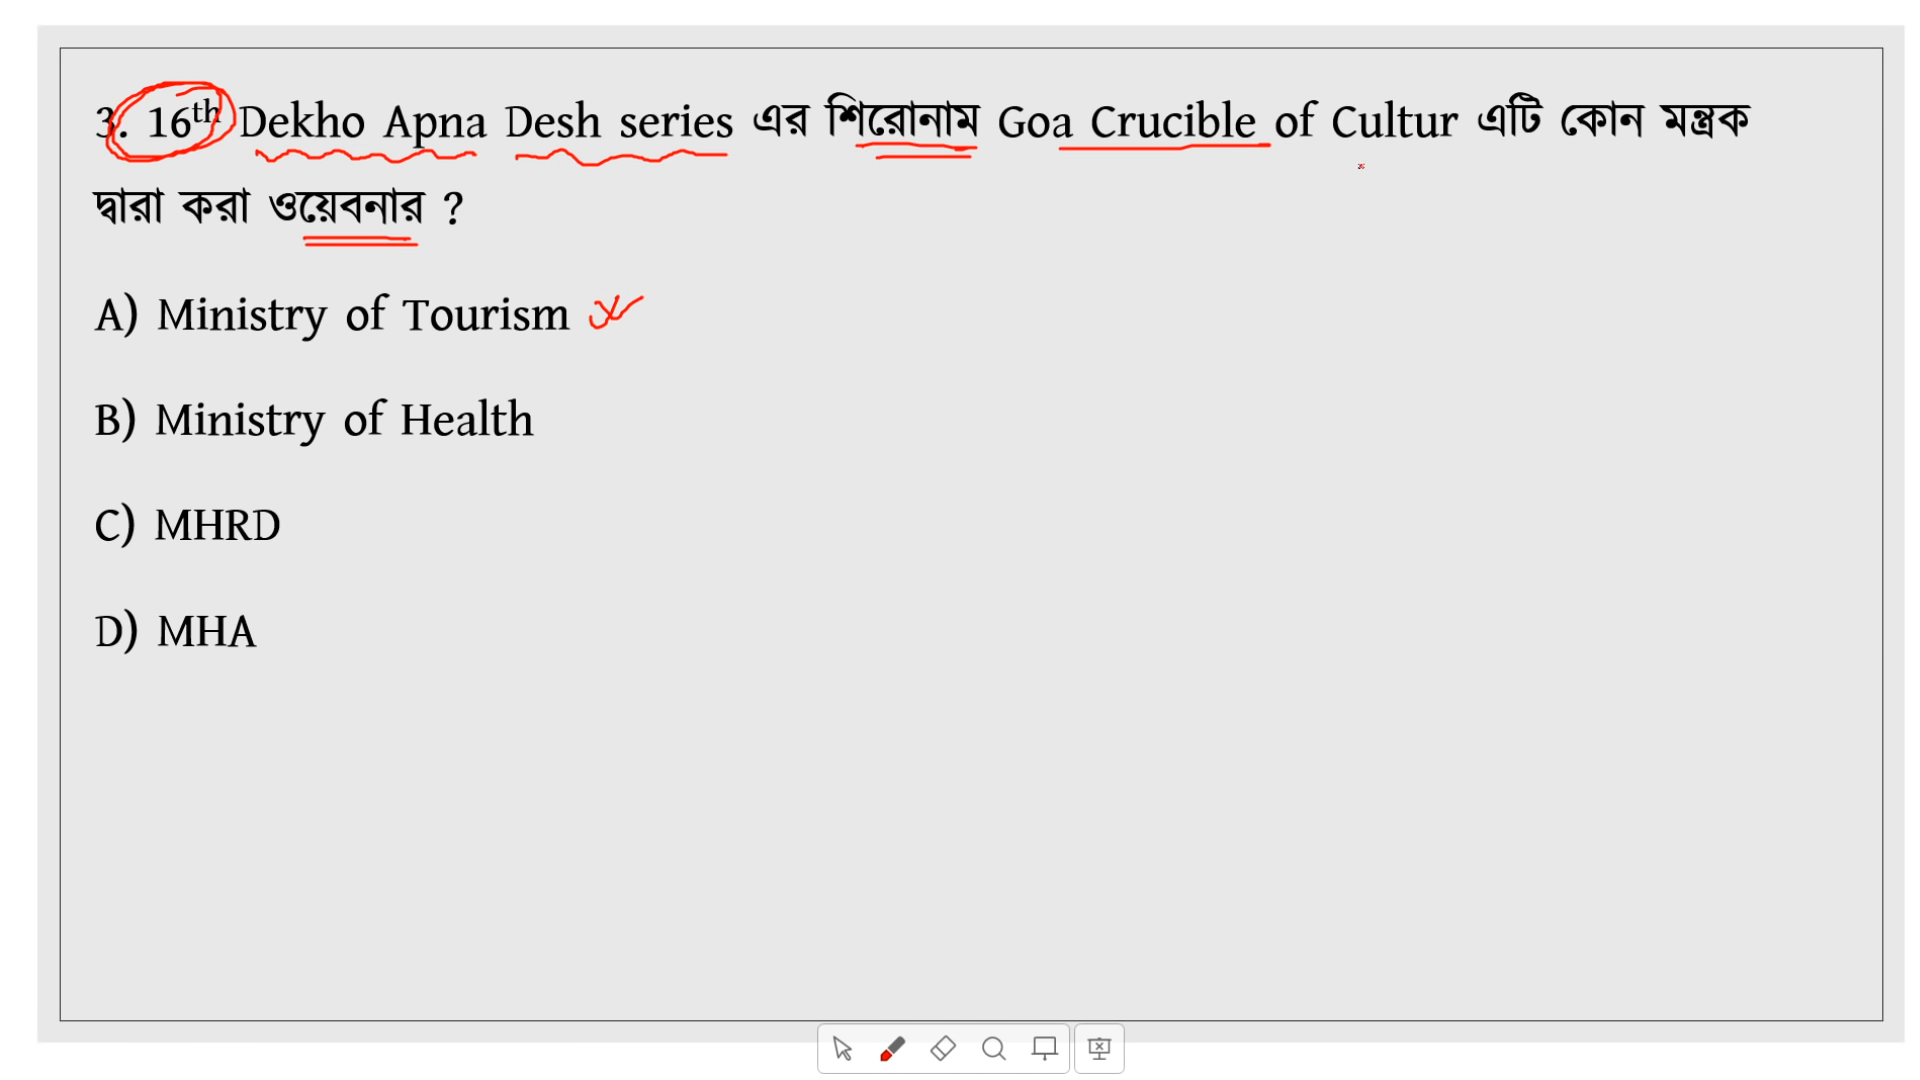 3. 16th Dekho Apna Desh series এর শিরোনাম Goa Crucible of Cultur এটি কোন মন্ত্রক
দ্বারা করা ওয়েবনার ?
A) Ministry of Tourism
B) Ministry of Health
C) MHRD
D) MHA